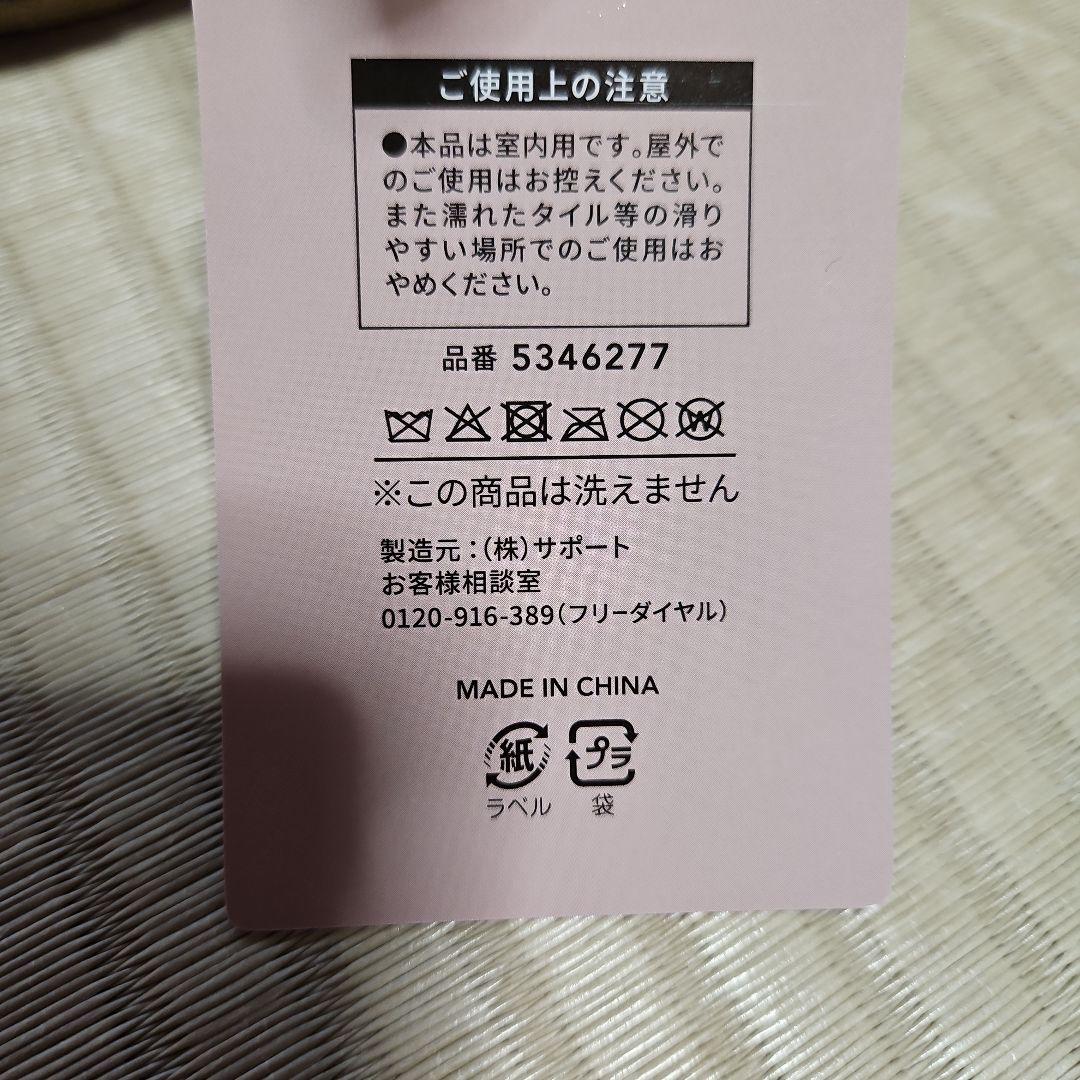 ご使用上の注意
●本品は室内用です。屋外で
のご使用はお控えください。
また濡れたタイル等の滑り
やすい場所でのご使用はお
やめください。
品番 5346277
W
※この商品は洗えません
製造元：(株)サポート
お客様相談室
0120-916-389(フリーダイヤル)
MADE IN CHINA
紙 プラ
ラベル 袋